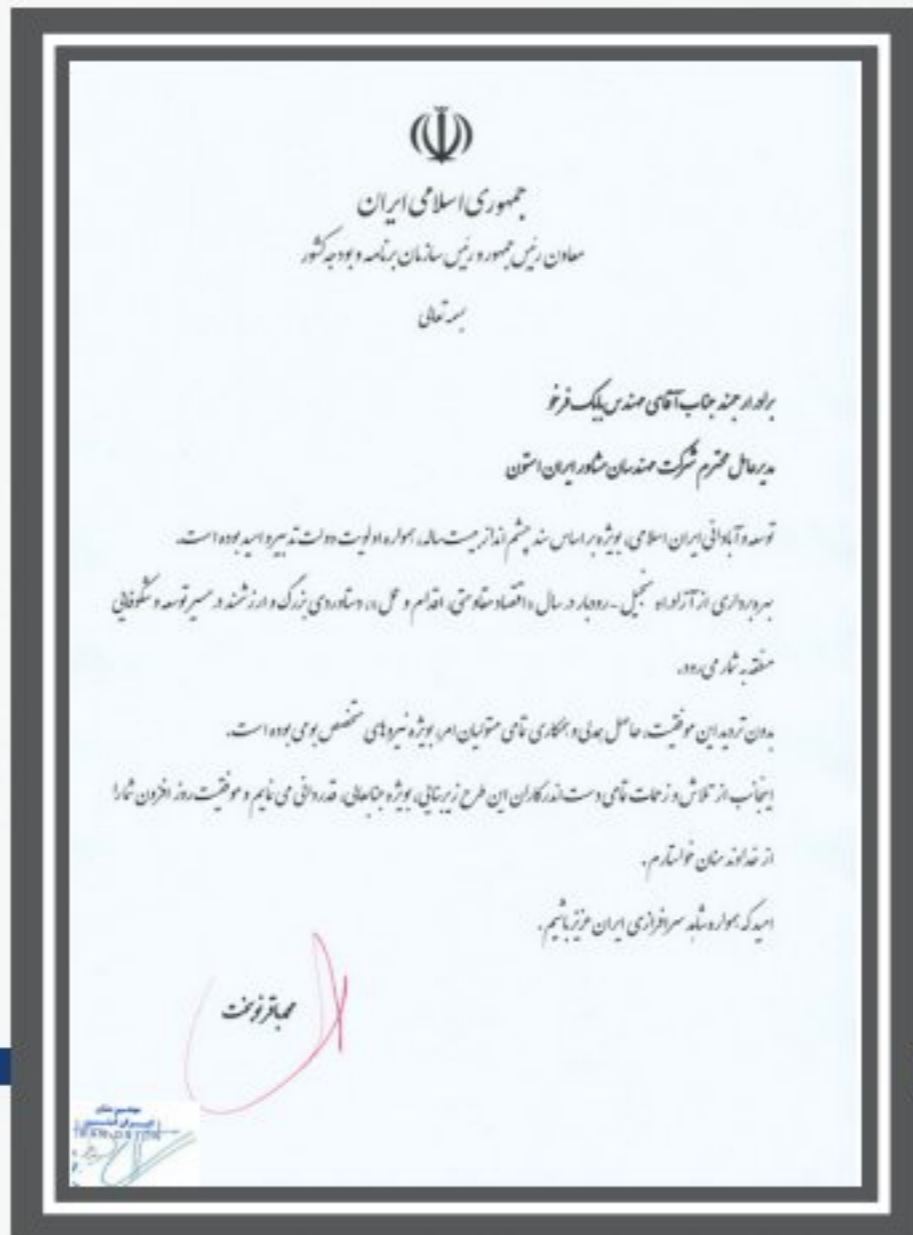 جمهوری اسلامی ایران
معاون رئیس جمهور و رئیس سازمان برنامه و بودجه کشور
بسمه تعالی
برادر ارجمند جناب آقای مهندس بابک فرخو
مدیرعامل محترم شرکت مهندسان مشاور ایران استون
توسعه و آبادانی ایران اسلامی، بویژه بر اساس سند چشم انداز بیست ساله، همواره اولویت دولت تدبیر و امید بوده است.
بهره‌برداری از آزادراه منجیل - رودبار در سال «اقتصاد مقاومتی، اقدام و عمل»، دستاوردی بزرگ و ارزشمند در مسیر توسعه و شکوفایی
منطقه به شمار می رود.
بدون تردید این موفقیت، حاصل همدلی و همکاری تمامی متولیان امر، بویژه نیروهای متخصص بومی بوده است.
اینجانب از تلاش و زحمات تمامی دست اندرکاران این طرح زیربنایی، بویژه جنابعالی، قدردانی می نمایم و موفقیت روز افزون شما را
از خداوند منان خواستارم.
امید که همواره شاهد سرافرازی ایران عزیز باشیم.
محمدباقر نوبخت